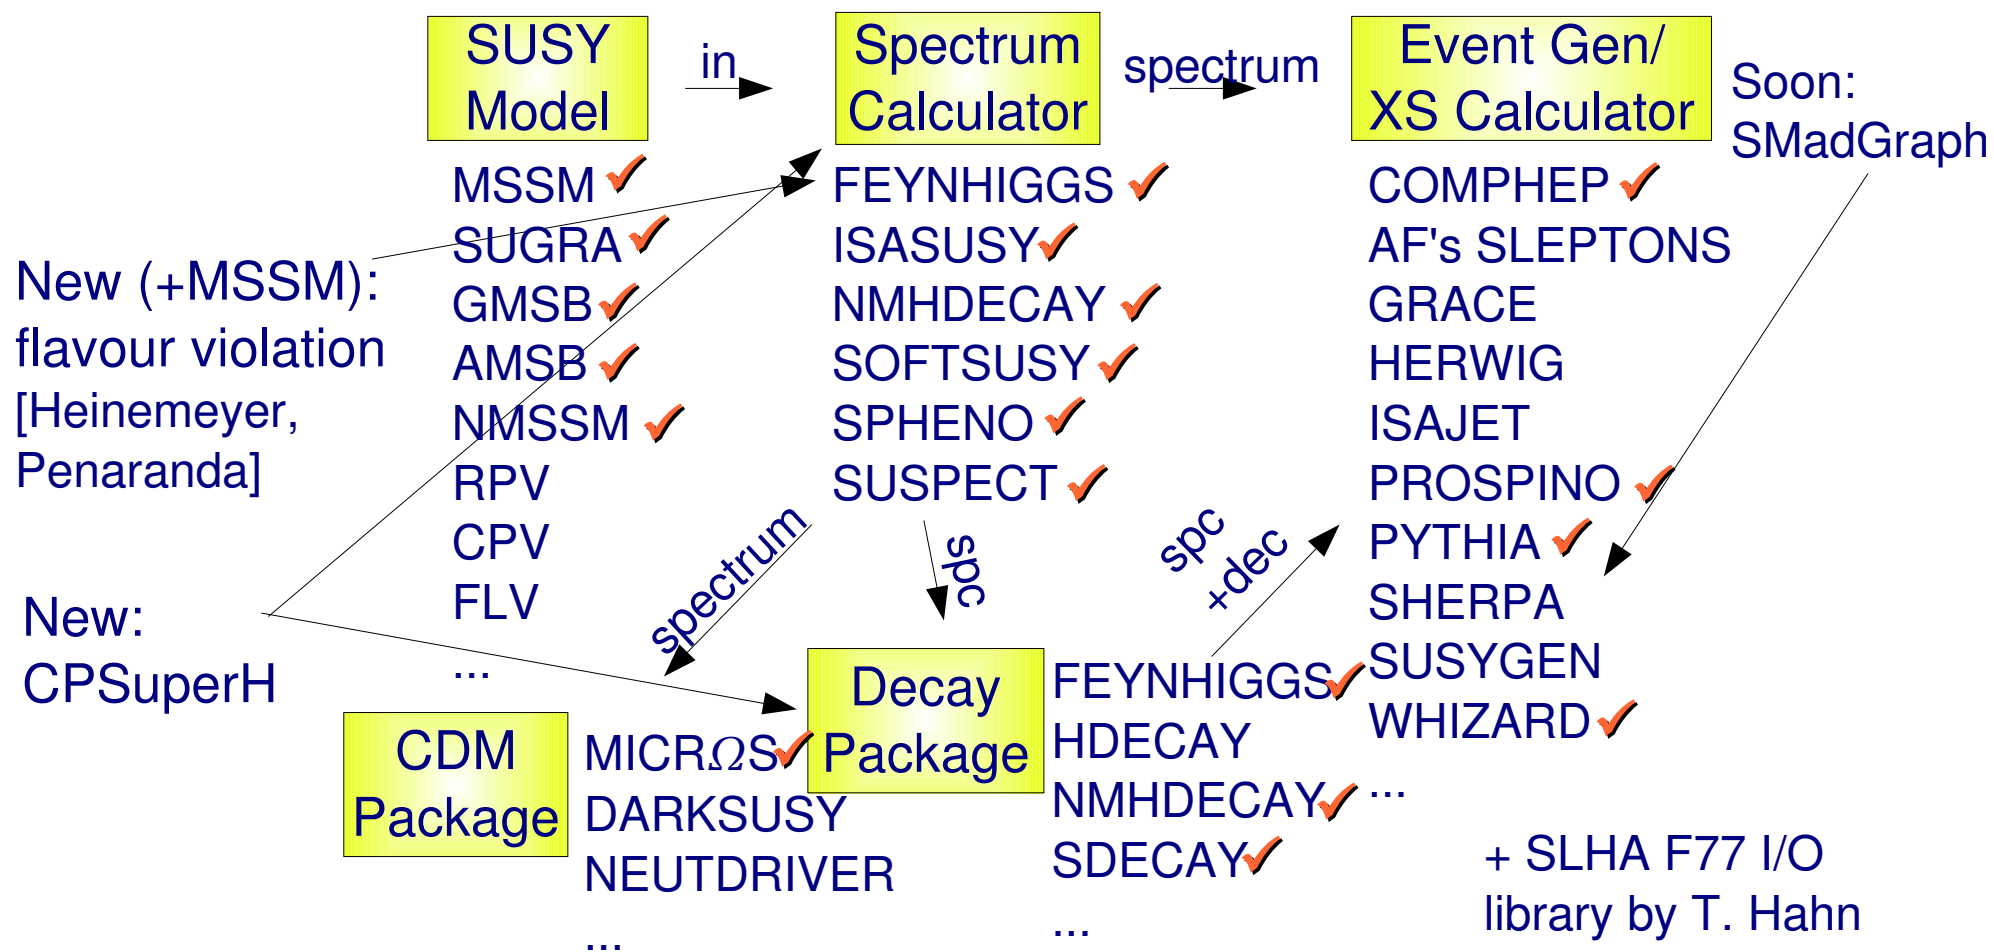 SUSY
Model
in
Spectrum
Calculator
spectrum
Event Gen/
XS Calculator
Soon:
SMadGraph
MSSM
SUGRA
GMSB
AMSB
NMSSM
RPV
CPV
FLV
...
FEYNHIGGS
ISASUSY
NMHDECAY
SOFTSUSY
SPHENO
SUSPECT
COMPHEP
AF's SLEPTONS
GRACE
HERWIG
ISAJET
PROSPINO
PYTHIA
SHERPA
SUSYGEN
WHIZARD
...
New (+MSSM):
flavour violation
[Heinemeyer,
Penaranda]
New:
CPSuperH
spectrum
spc
spc
+dec
CDM
Package
MICRΩS
DARKSUSY
NEUTDRIVER
...
Decay
Package
FEYNHIGGS
HDECAY
NMHDECAY
SDECAY
...
+ SLHA F77 I/O
library by T. Hahn